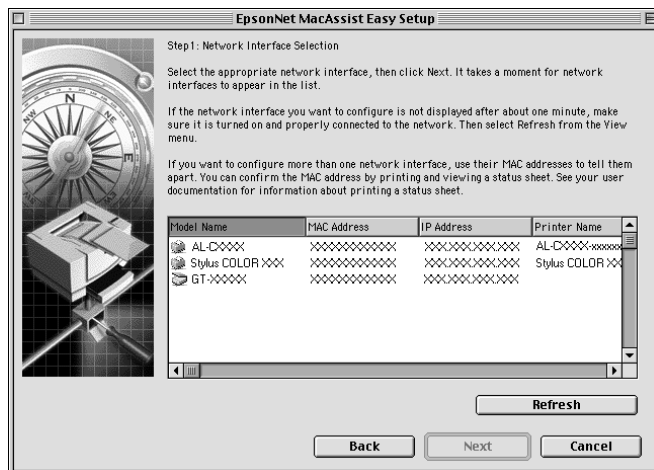 EpsonNet MacAssist Easy Setup
Step1: Network Interface Selection
Select the appropriate network interface, then click Next. It takes a moment for network
interfaces to appear in the list.
If the network interface you want to configure is not displayed after about one minute, make
sure it is turned on and properly connected to the network. Then select Refresh from the View
menu.
If you want to configure more than one network interface, use their MAC addresses to tell them
apart. You can confirm the MAC address by printing and viewing a status sheet. See your user
documentation for information about printing a status sheet.
Model Name MAC Address IP Address Printer Name
AL-CXXXX XXXXXXXXXXXX XXX.XXX.XXX.XXX AL-CXXXX-xxxxxx
Stylus COLOR XXX XXXXXXXXXXXX XXX.XXX.XXX.XXX Stylus COLOR XX
GT-XXXXX XXXXXXXXXXXX XXX.XXX.XXX.XXX
Refresh
Back Next Cancel
N
NE
E